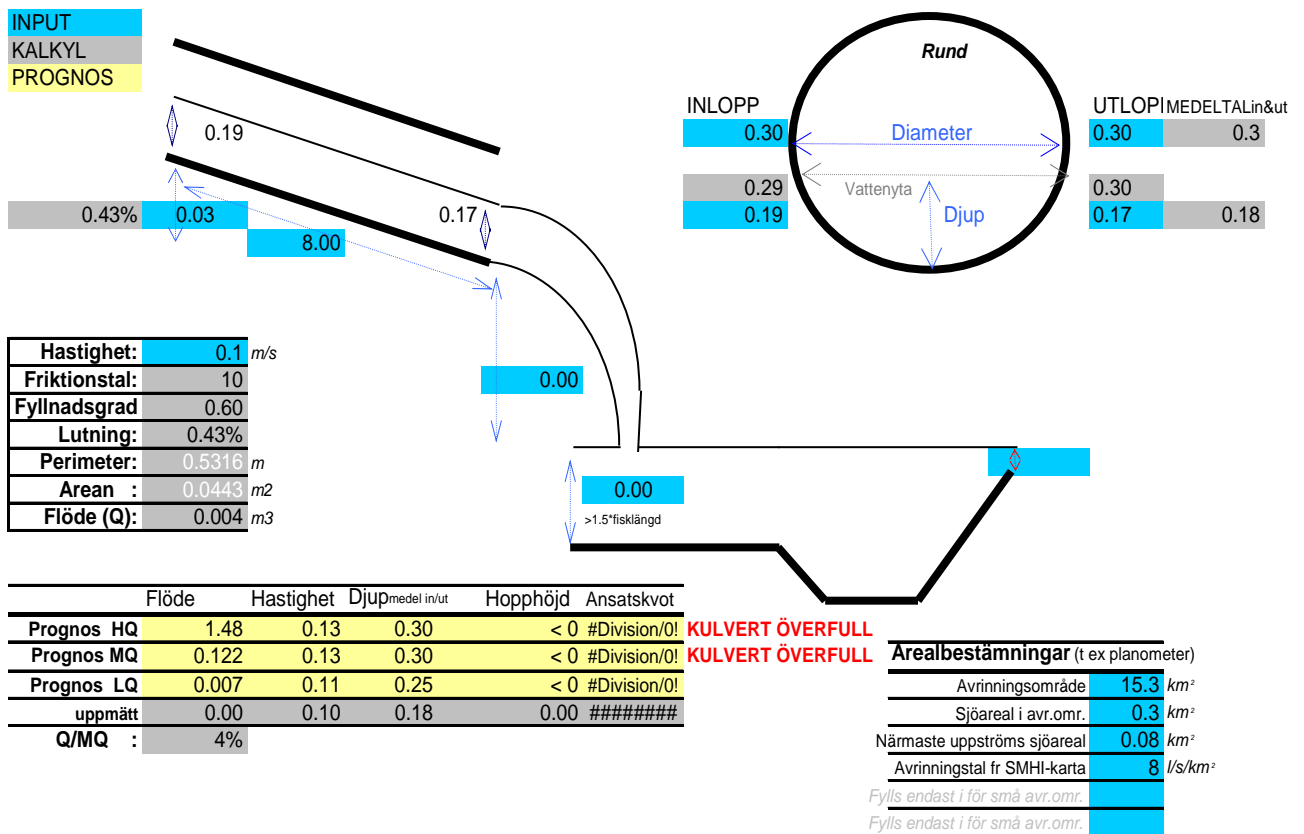 INPUT
KALKYL
PROGNOS
Rund
INLOPP
UTLOPI MEDELTALin&ut
0.30
Diameter
0.30
0.3
0.19
0.29
Vattenyta
0.30
0.43%
0.03
0.17
0.19
Djup
0.17
0.18
8.00
Hastighet: 0.1 m/s
Friktionstal: 10
Fyllnadsgrad 0.60
Lutning: 0.43%
Perimeter: 0.5316 m
Arean : 0.0443 m2
Flöde (Q): 0.004 m3
0.00
0.00
>1.5*fisklängd
Flöde Hastighet Djupmedel in/ut Hopphöjd Ansatskvot
Prognos HQ 1.48 0.13 0.30 < 0 #Division/0! KULVERT ÖVERFULL
Prognos MQ 0.122 0.13 0.30 < 0 #Division/0! KULVERT ÖVERFULL
Prognos LQ 0.007 0.11 0.25 < 0 #Division/0!
uppmätt 0.00 0.10 0.18 0.00 ########
Q/MQ : 4%
Arealbestämningar (t ex planometer)
Avrinningsområde 15.3 km²
Sjöareal i avr.omr. 0.3 km²
Närmaste uppströms sjöareal 0.08 km²
Avrinningstal fr SMHI-karta 8 l/s/km²
Fylls endast i för små avr.omr.
Fylls endast i för små avr.omr.